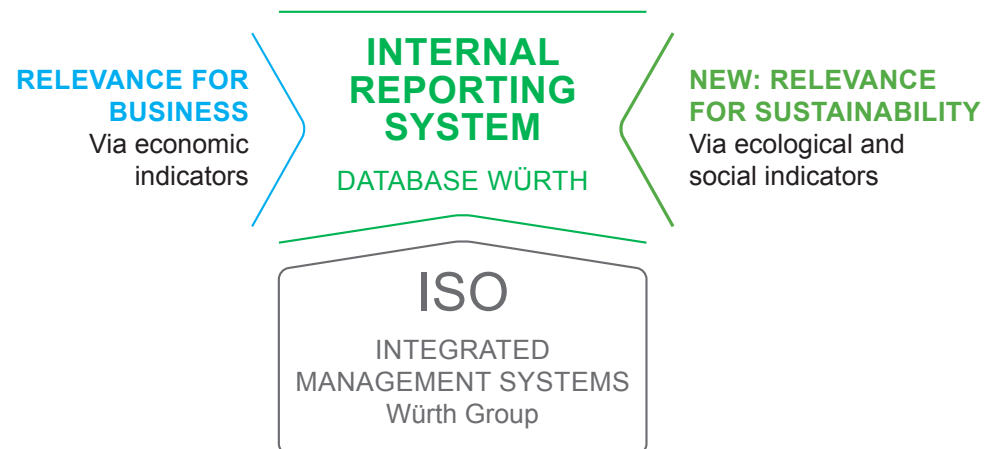 RELEVANCE FOR
BUSINESS
Via economic
indicators
INTERNAL
REPORTING
SYSTEM
DATABASE WÜRTH
NEW: RELEVANCE
FOR SUSTAINABILITY
Via ecological and
social indicators
ISO
INTEGRATED
MANAGEMENT SYSTEMS
Würth Group